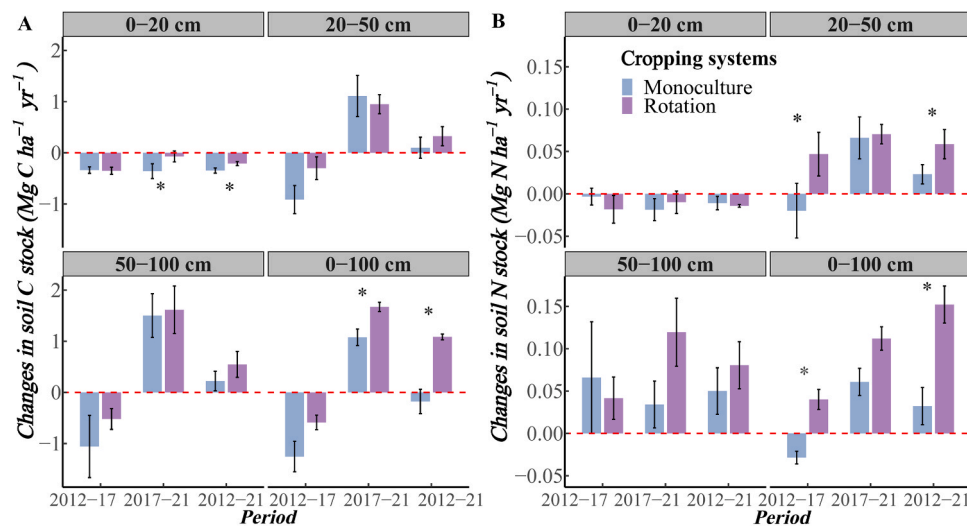 A
0−20 cm
20−50 cm
B
0−20 cm
20−50 cm
Changes in soil C stock (Mg C ha⁻¹ yr⁻¹)
2
1
0
−1
* *
Changes in soil N stock (Mg N ha⁻¹ yr⁻¹)
0.15
0.10
0.05
0.00
−0.05
Cropping systems
Monoculture
Rotation
* *
50−100 cm
0−100 cm
50−100 cm
0−100 cm
2
1
0
−1
* *
0.15
0.10
0.05
0.00
−0.05
* *
2012−17
2017−21
2012−21
2012−17
2017−21
2012−21
2012−17
2017−21
2012−21
2012−17
2017−21
2012−21
Period
Period